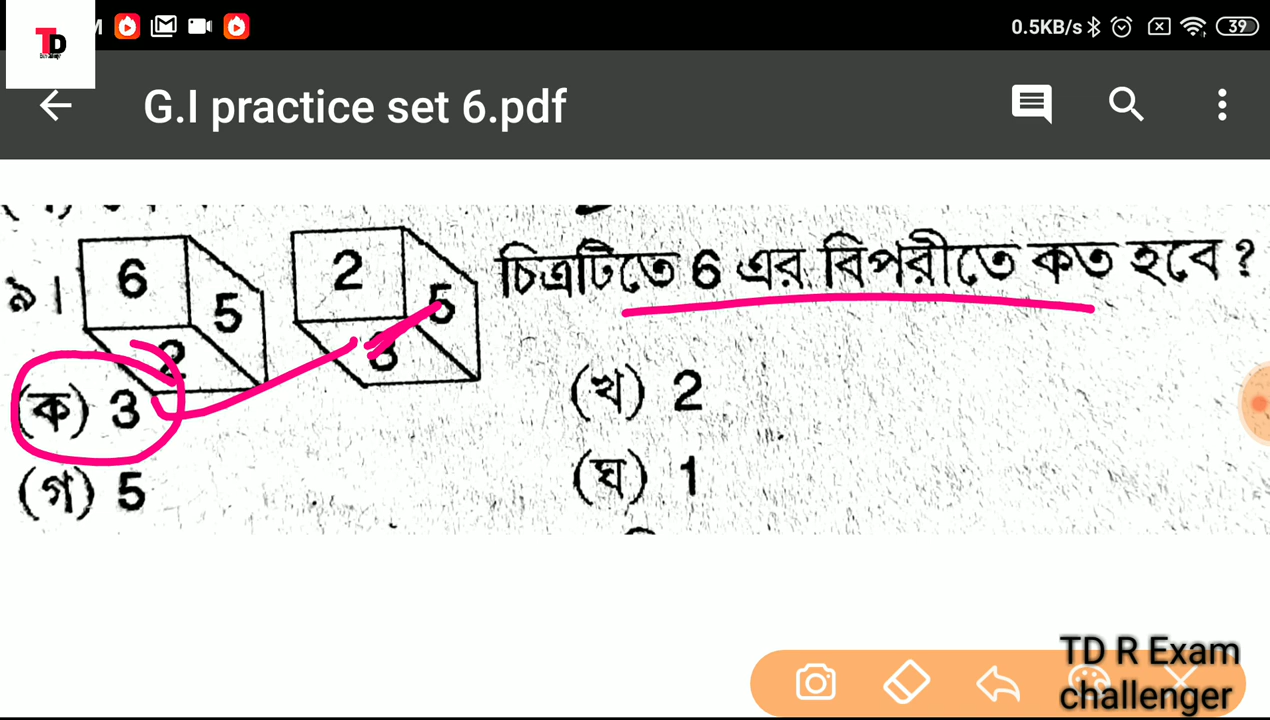 TD
M
0.5KB/s
39
G.I practice set 6.pdf
৯। 6 5 2 2 5 3 চিত্রটিতে 6 এর বিপরীতে কত হবে ?
(ক) 3 (খ) 2
(গ) 5 (ঘ) 1
TD R Exam
challenger